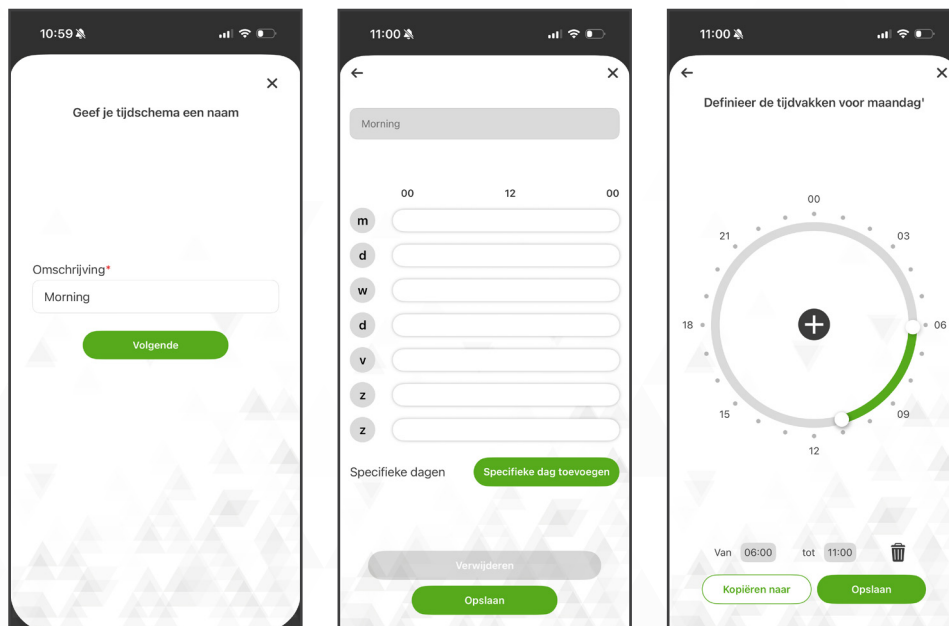 10:59
Geef je tijdschema een naam
Omschrijving*
Morning
Volgende
11:00
Morning
00 12 00
m
d
w
d
v
z
z
Specifieke dagen Specifieke dag toevoegen
Verwijderen
Opslaan
11:00
Definieer de tijdvakken voor maandag'
00
21 03
18 06
15 09
12
Van 06:00 tot 11:00
Kopiëren naar Opslaan